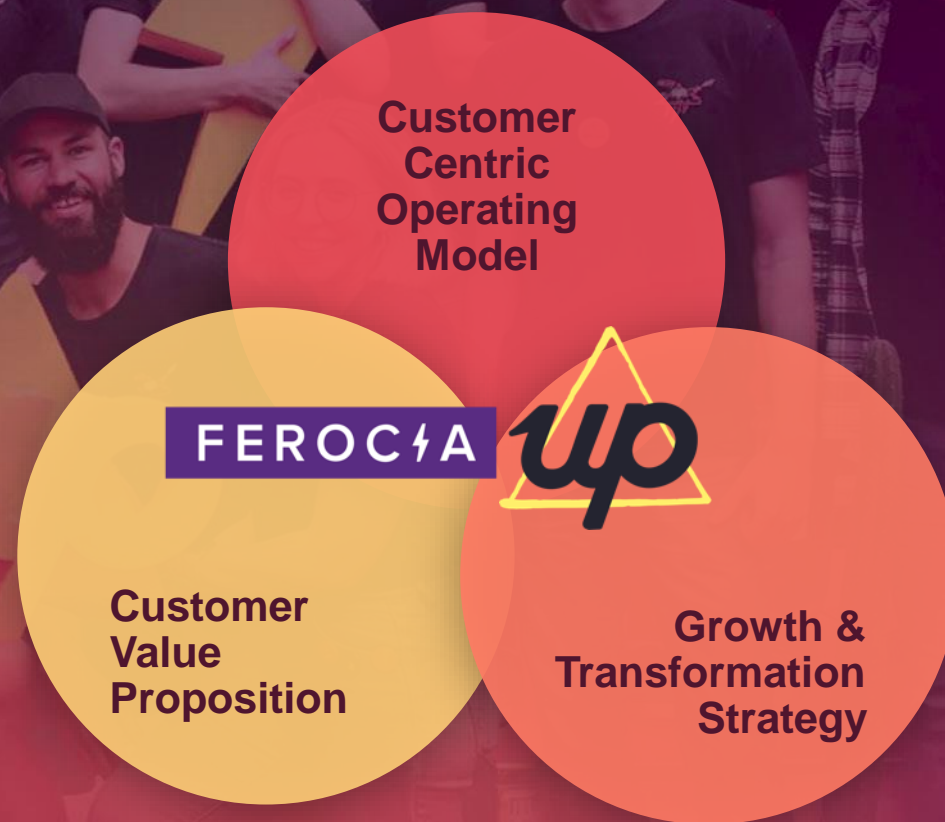 Customer
Centric
Operating
Model
FEROCIA
up
Customer
Value
Proposition
Growth &
Transformation
Strategy